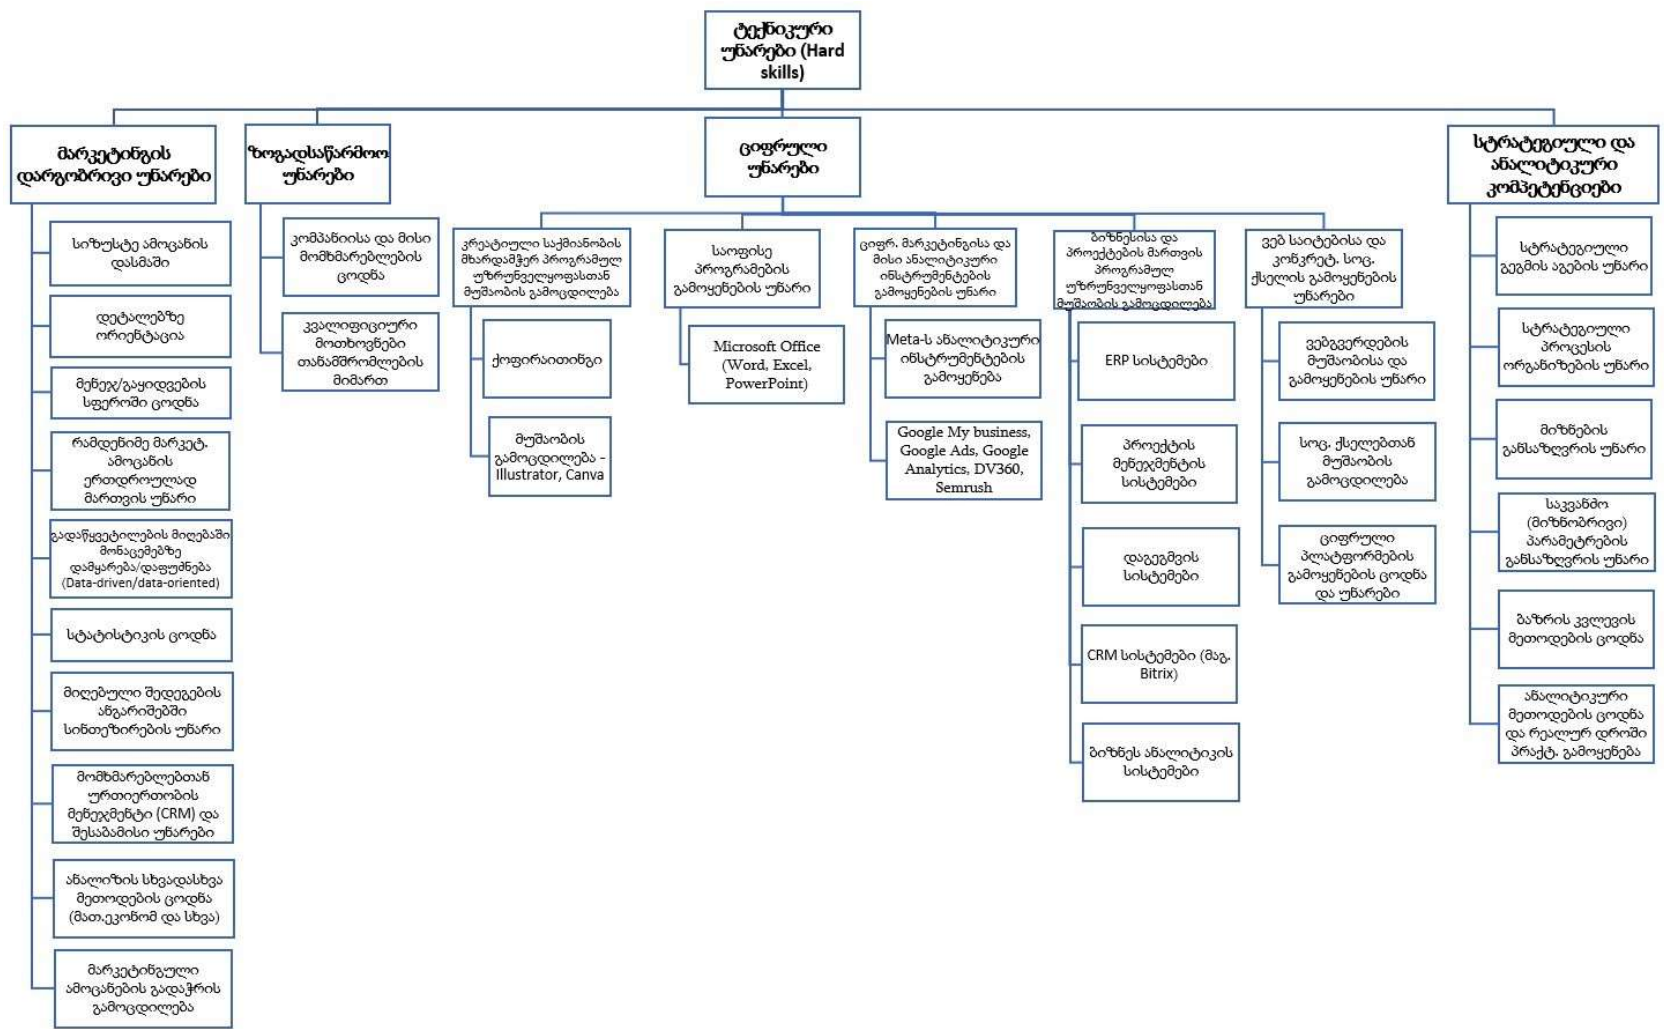 ტექნიკური
უნარები (Hard
skills)
მარკეტინგის
დარგობრივი უნარები
სიზუსტე ამოცანის
დასმაში
დეტალებზე
ორიენტაცია
მენეჯ/გაყიდვების
სფეროში ცოდნა
რამდენიმე მარკეტ.
ამოცანის
ერთდროულად
მართვის უნარი
გადაწყვეტილების მიღებაში
მონაცემებზე
დამყარება/დაფუძნება
(Data-driven/data-oriented)
სტატისტიკის ცოდნა
მიღებული შედეგების
ანგარიშებში
სინთეზირების უნარი
მომხმარებლებთან
ურთიერთობის
მენეჯმენტი (CRM) და
შესაბამისი უნარები
ანალიზის სხვადასხვა
მეთოდების ცოდნა
(მათ.ეკონომ და სხვა)
მარკეტინგული
ამოცანების გადაჭრის
გამოცდილება
ზოგადსაწარმოო
უნარები
კომპანიისა და მისი
მომხმარებლების
ცოდნა
კვალიფიციური
მოთხოვნები
თანამშრომლების
მიმართ
ციფრული
უნარები
კრეატიული საქმიანობის
მხარდამჭერ პროგრამულ
უზრუნველყოფასთან
მუშაობის გამოცდილება
ქოფირაითინგი
მუშაობის
გამოცდილება -
Illustrator, Canva
საოფისე
პროგრამების
გამოყენების უნარი
Microsoft Office
(Word, Excel,
PowerPoint)
ციფრ. მარკეტინგისა და
მისი ანალიტიკური
ინსტრუმენტების
გამოყენების უნარი
Meta-ს ანალიტიკური
ინსტრუმენტების
გამოყენება
Google My business,
Google Ads, Google
Analytics, DV360,
Semrush
ბიზნესისა და
პროექტების მართვის
პროგრამულ
უზრუნველყოფასთან
მუშაობის გამოცდილება
ERP სისტემები
პროექტის
მენეჯმენტის
სისტემები
დაგეგმვის
სისტემები
CRM სისტემები (მაგ.
Bitrix)
ბიზნეს ანალიტიკის
სისტემები
ვებ საიტებისა და
კონკრეტ. სოც.
ქსელის გამოყენების
უნარები
ვებგვერდების
მუშაობისა და
გამოყენების უნარი
სოც. ქსელებთან
მუშაობის
გამოცდილება
ციფრული
პლატფორმების
გამოყენების ცოდნა
და უნარები
სტრატეგიული და
ანალიტიკური
კომპეტენციები
სტრატეგიული
გეგმის აგების უნარი
სტრატეგიული
პროცესის
ორგანიზების უნარი
მიზნების
განსაზღვრის უნარი
საკვანძო
(მიზნობრივი)
პარამეტრების
განსაზღვრის უნარი
ბაზრის კვლევის
მეთოდების ცოდნა
ანალიტიკური
მეთოდების ცოდნა
და რეალურ დროში
პრაქტ. გამოყენება